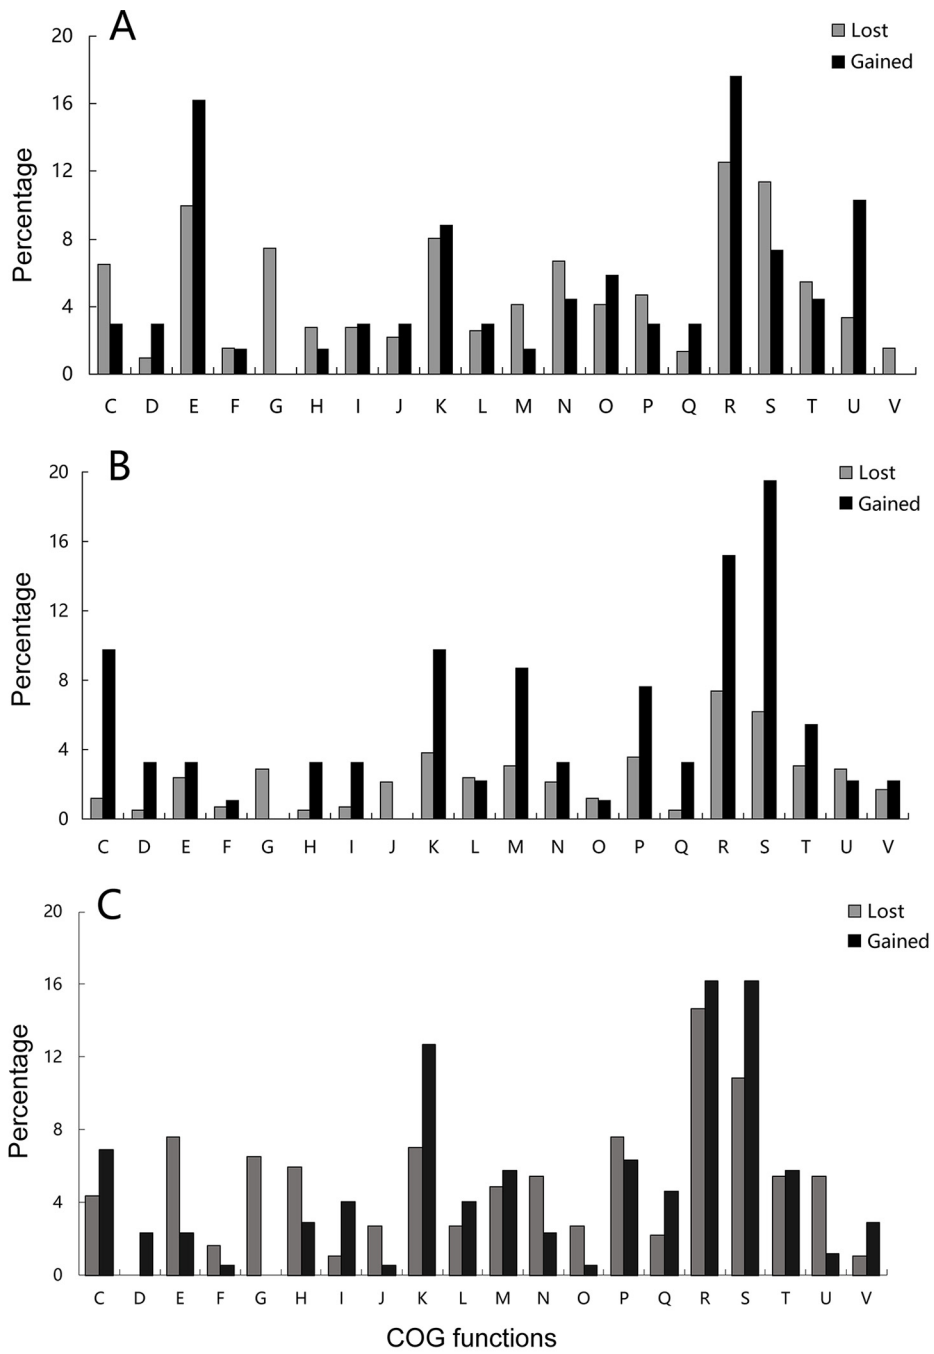 A
Lost
Gained
Percentage
20
16
12
8
4
0
C D E F G H I J K L M N O P Q R S T U V
B
Lost
Gained
Percentage
20
16
12
8
4
0
C D E F G H I J K L M N O P Q R S T U V
C
Lost
Gained
Percentage
20
16
12
8
4
0
C D E F G H I J K L M N O P Q R S T U V
COG functions